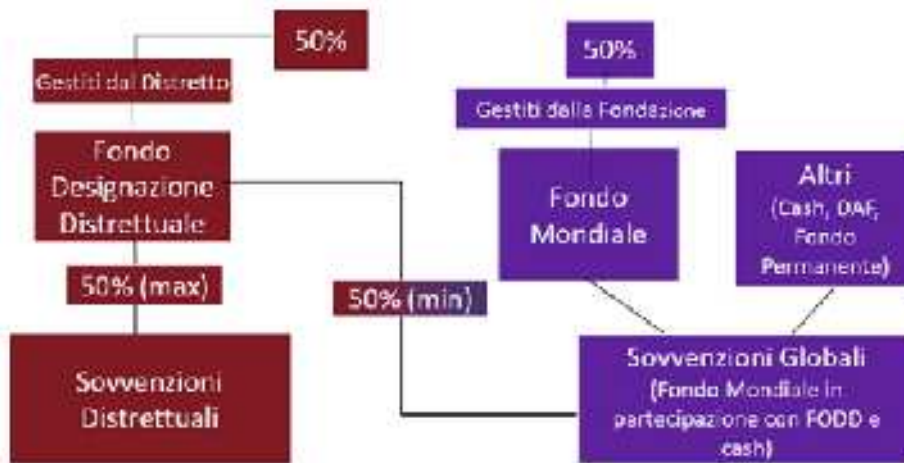 50%
Gestiti dal Distretto
Fondo
Designazione
Distrettuale
50% (max)
Sovvenzioni
Distrettuali
50% (min)
50%
Gestiti dalla Fondazione
Fondo
Mondiale
Altri
(Cash, DAF,
Fondo
Permanente)
Sovvenzioni Globali
(Fondo Mondiale in
partecipazione con FODD e
cash)